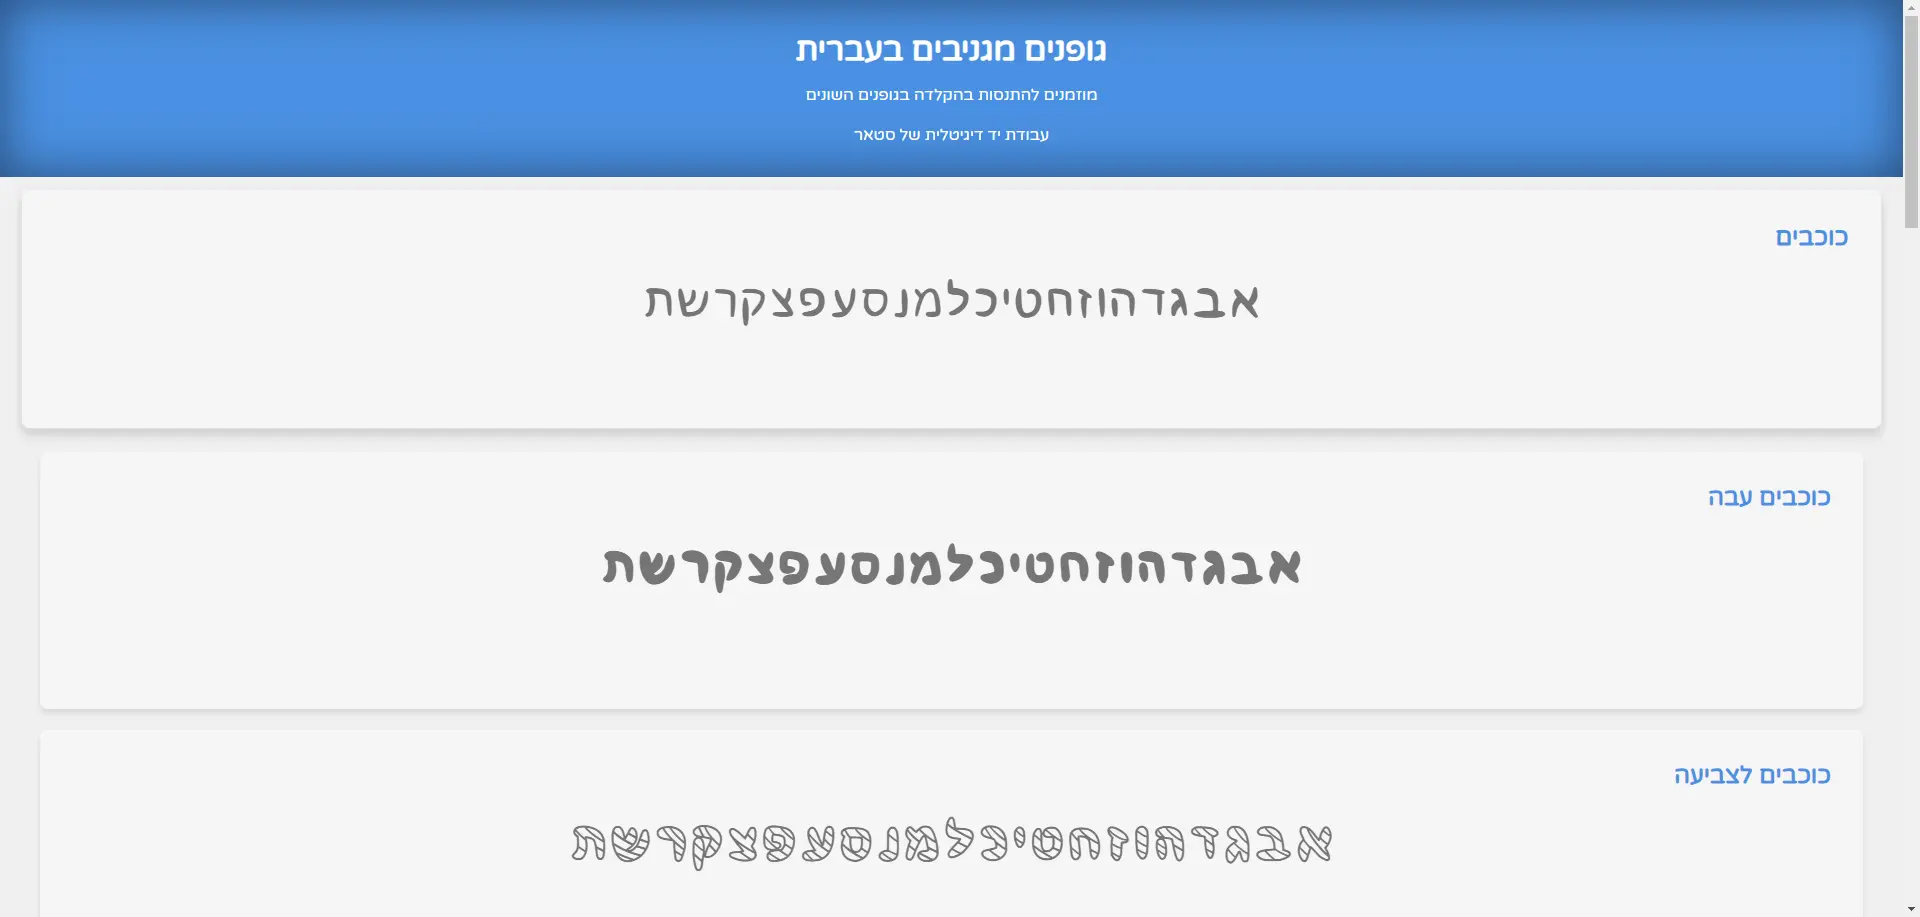 גופנים מגניבים בעברית
מוזמנים להתנסות בהקלדה בגופנים השונים
עבודת יד דיגיטלית של סטאר
כוכבים
אבגדהוזחטיכלמנסעפצקרשת
כוכבים עבה
אבגדהוזחטיכלמנסעפצקרשת
כוכבים לצביעה
אבגדהוזחטיכלמנסעפצקרשת